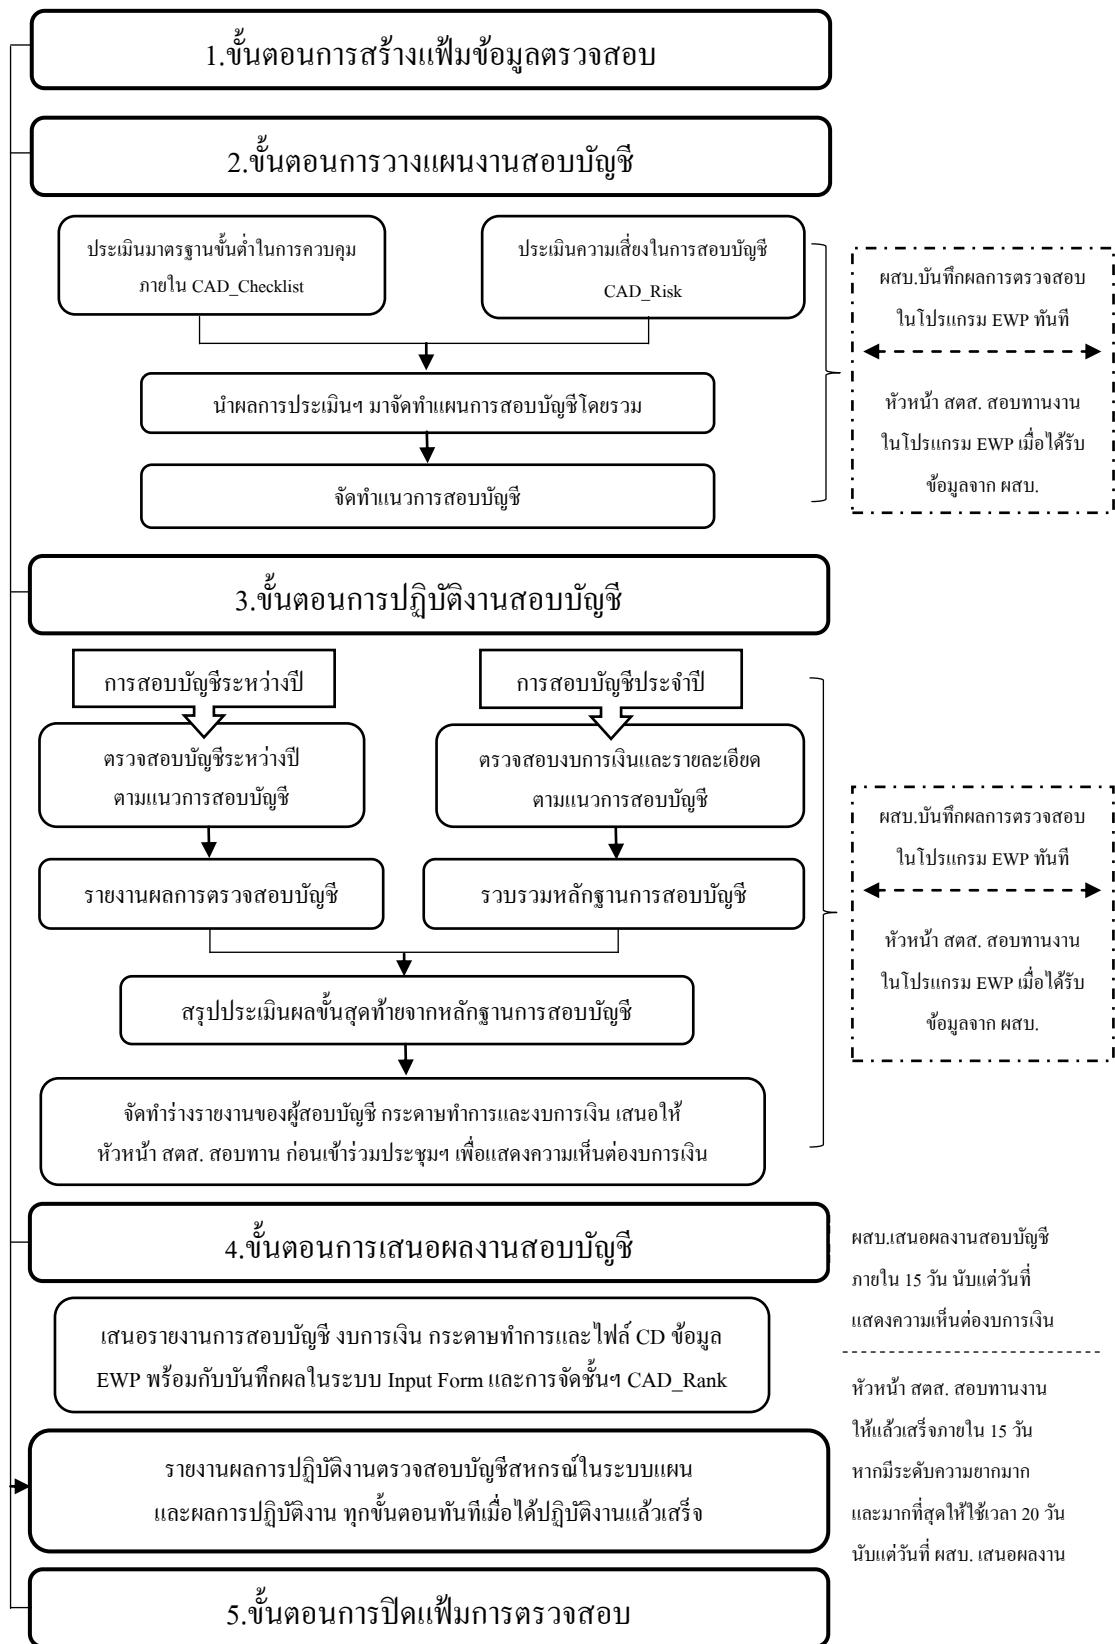 1.ขั้นตอนการสร้างแฟ้มข้อมูลตรวจสอบ
2.ขั้นตอนการวางแผนงานสอบบัญชี
ประเมินมาตรฐานขั้นต่ำในการควบคุม
ภายใน CAD_Checklist
ประเมินความเสี่ยงในการสอบบัญชี
CAD_Risk
นำผลการประเมินฯ มาจัดทำแผนการสอบบัญชีโดยรวม
จัดทำแนวการสอบบัญชี
ผสบ.บันทึกผลการตรวจสอบ
ในโปรแกรม EWP ทันที
หัวหน้า สตส. สอบทานงาน
ในโปรแกรม EWP เมื่อได้รับ
ข้อมูลจาก ผสบ.
3.ขั้นตอนการปฏิบัติงานสอบบัญชี
การสอบบัญชีระหว่างปี
ตรวจสอบบัญชีระหว่างปี
ตามแนวการสอบบัญชี
รายงานผลการตรวจสอบบัญชี
การสอบบัญชีประจำปี
ตรวจสอบงบการเงินและรายละเอียด
ตามแนวการสอบบัญชี
รวบรวมหลักฐานการสอบบัญชี
สรุปประเมินผลขั้นสุดท้ายจากหลักฐานการสอบบัญชี
จัดทำร่างรายงานของผู้สอบบัญชี กระดาษทำการและงบการเงิน เสนอให้
หัวหน้า สตส. สอบทาน ก่อนเข้าร่วมประชุมฯ เพื่อแสดงความเห็นต่องบการเงิน
ผสบ.บันทึกผลการตรวจสอบ
ในโปรแกรม EWP ทันที
หัวหน้า สตส. สอบทานงาน
ในโปรแกรม EWP เมื่อได้รับ
ข้อมูลจาก ผสบ.
4.ขั้นตอนการเสนอผลงานสอบบัญชี
เสนอรายงานการสอบบัญชี งบการเงิน กระดาษทำการและไฟล์ CD ข้อมูล
EWP พร้อมกับบันทึกผลในระบบ Input Form และการจัดชั้นฯ CAD_Rank
รายงานผลการปฏิบัติงานตรวจสอบบัญชีสหกรณ์ในระบบแผน
และผลการปฏิบัติงาน ทุกขั้นตอนทันทีเมื่อได้ปฏิบัติงานแล้วเสร็จ
ผสบ.เสนอผลงานสอบบัญชี
ภายใน 15 วัน นับแต่วันที่
แสดงความเห็นต่องบการเงิน
หัวหน้า สตส. สอบทานงาน
ให้แล้วเสร็จภายใน 15 วัน
หากมีระดับความยากมาก
และมากที่สุดให้ใช้เวลา 20 วัน
นับแต่วันที่ ผสบ. เสนอผลงาน
5.ขั้นตอนการปิดแฟ้มการตรวจสอบ